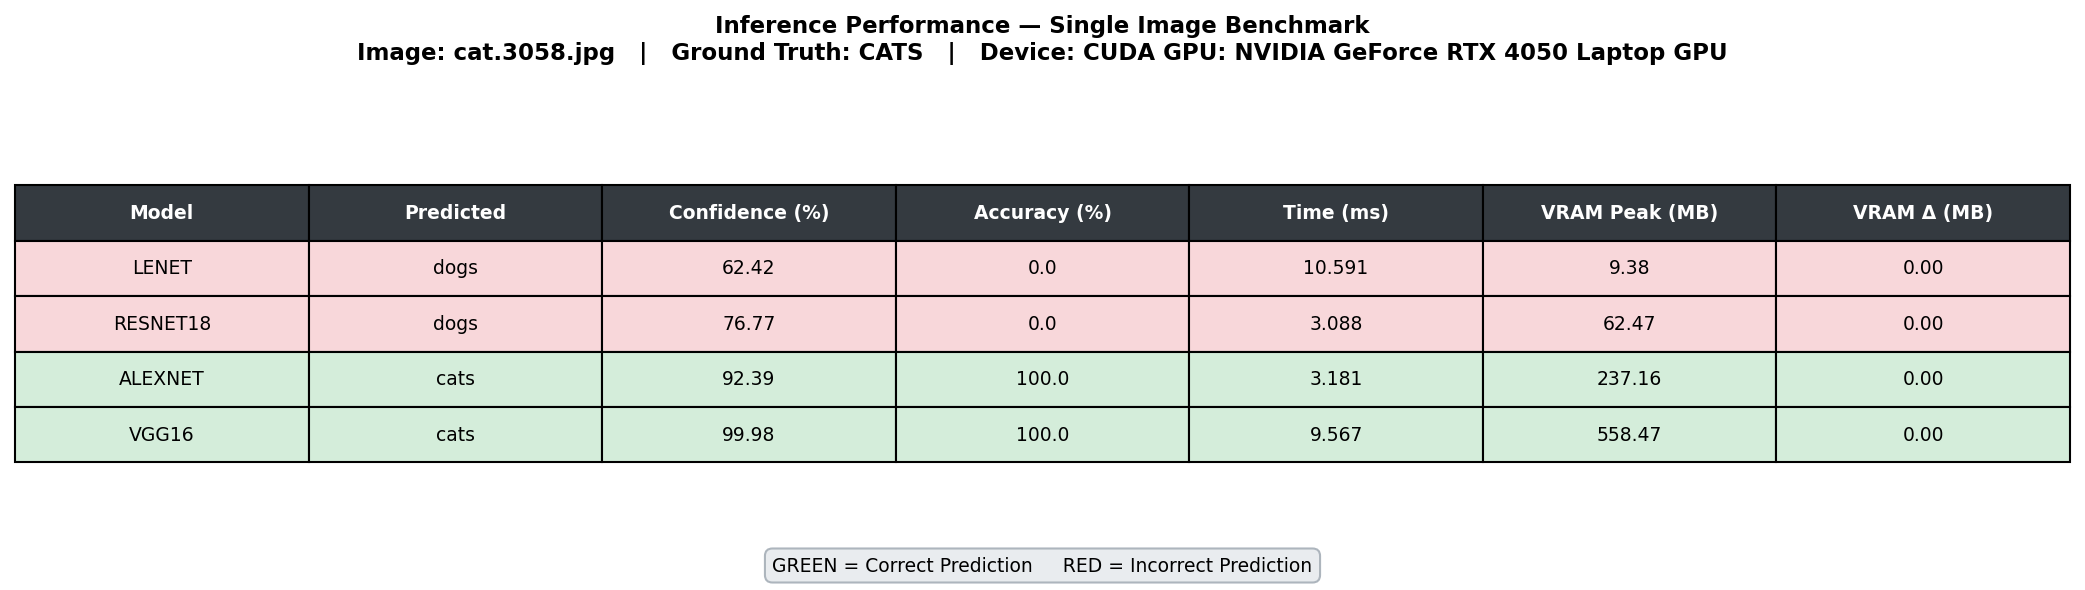 Inference Performance — Single Image Benchmark
Image: cat.3058.jpg | Ground Truth: CATS | Device: CUDA GPU: NVIDIA GeForce RTX 4050 Laptop GPU
Model Predicted Confidence (%) Accuracy (%) Time (ms) VRAM Peak (MB) VRAM Δ (MB)
LENET dogs 62.42 0.0 10.591 9.38 0.00
RESNET18 dogs 76.77 0.0 3.088 62.47 0.00
ALEXNET cats 92.39 100.0 3.181 237.16 0.00
VGG16 cats 99.98 100.0 9.567 558.47 0.00
GREEN = Correct Prediction RED = Incorrect Prediction